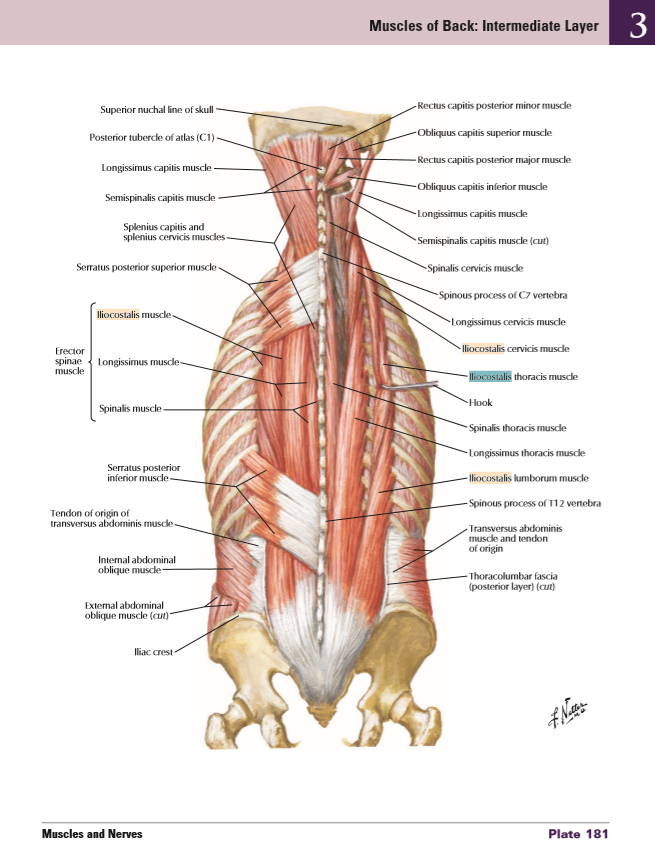 Muscles of Back: Intermediate Layer
3
Superior nuchal line of skull
Posterior tubercle of atlas (C1)
Longissimus capitis muscle
Semispinalis capitis muscle
Splenius capitis and
splenius cervicis muscles
Serratus posterior superior muscle
Iliocostalis muscle
Erector
spinae
muscle
Longissimus muscle
Spinalis muscle
Serratus posterior
inferior muscle
Tendon of origin of
transversus abdominis muscle
Internal abdominal
oblique muscle
External abdominal
oblique muscle (cut)
Iliac crest
Rectus capitis posterior minor muscle
Obliquus capitis superior muscle
Rectus capitis posterior major muscle
Obliquus capitis inferior muscle
Longissimus capitis muscle
Semispinalis capitis muscle (cut)
Spinalis cervicis muscle
Spinous process of C7 vertebra
Longissimus cervicis muscle
Iliocostalis cervicis muscle
Iliocostalis thoracis muscle
Hook
Spinalis thoracis muscle
Longissimus thoracis muscle
Iliocostalis lumborum muscle
Spinous process of T12 vertebra
Transversus abdominis
muscle and tendon
of origin
Thoracolumbar fascia
(posterior layer) (cut)
F. Netter
M.D.
Muscles and Nerves
Plate 181